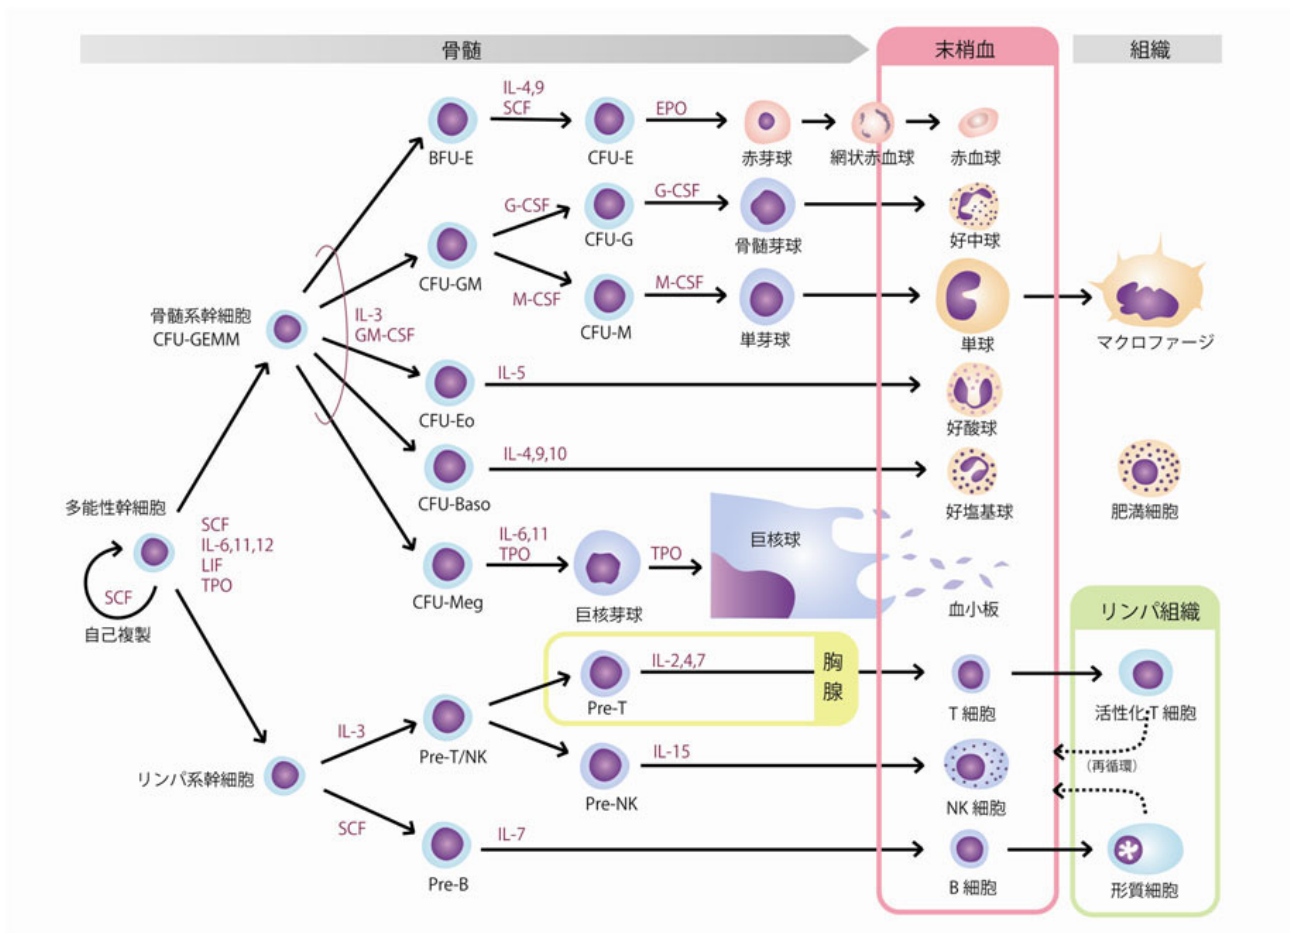 骨髄
末梢血
組織
IL-4,9
SCF
EPO
BFU-E
CFU-E
赤芽球
網状赤血球
赤血球
G-CSF
G-CSF
CFU-G
骨髄芽球
好中球
CFU-GM
M-CSF
M-CSF
CFU-M
単芽球
単球
マクロファージ
骨髄系幹細胞
CFU-GEMM
IL-3
GM-CSF
IL-5
CFU-Eo
好酸球
IL-4,9,10
CFU-Baso
好塩基球
肥満細胞
多能性幹細胞
SCF
IL-6,11,12
LIF
TPO
SCF
自己複製
IL-6,11
TPO
TPO
巨核球
CFU-Meg
巨核芽球
血小板
リンパ組織
IL-2,4,7
胸腺
Pre-T
T 細胞
活性化 T 細胞
IL-3
Pre-T/NK
リンパ系幹細胞
IL-15
(再循環)
Pre-NK
NK 細胞
SCF
IL-7
Pre-B
B 細胞
形質細胞